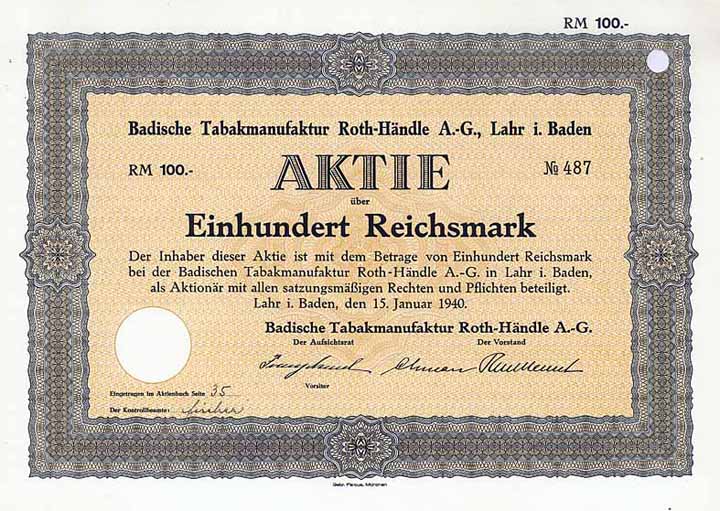 RM 100.-
Badische Tabakmanufaktur Roth-Händle A.-G., Lahr i. Baden
RM 100.- AKTIE № 487
über
Einhundert Reichsmark
Der Inhaber dieser Aktie ist mit dem Betrage von Einhundert Reichsmark
bei der Badischen Tabakmanufaktur Roth-Händle A.-G. in Lahr i. Baden,
als Aktionär mit allen satzungsmäßigen Rechten und Pflichten beteiligt.
Lahr i. Baden, den 15. Januar 1940.
Badische Tabakmanufaktur Roth-Händle A.-G.
Der Aufsichtsrat Der Vorstand
Vorsitzer
Eingetragen im Aktienbuch Seite 35
Der Kontrollbeamte:
Gebr. Parcus, München